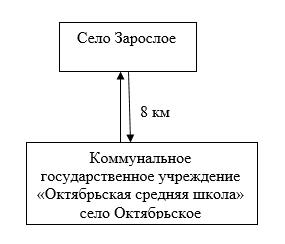 Село Зарослое
8 км
Коммунальное
государственное учреждение
«Октябрьская средняя школа»
село Октябрьское